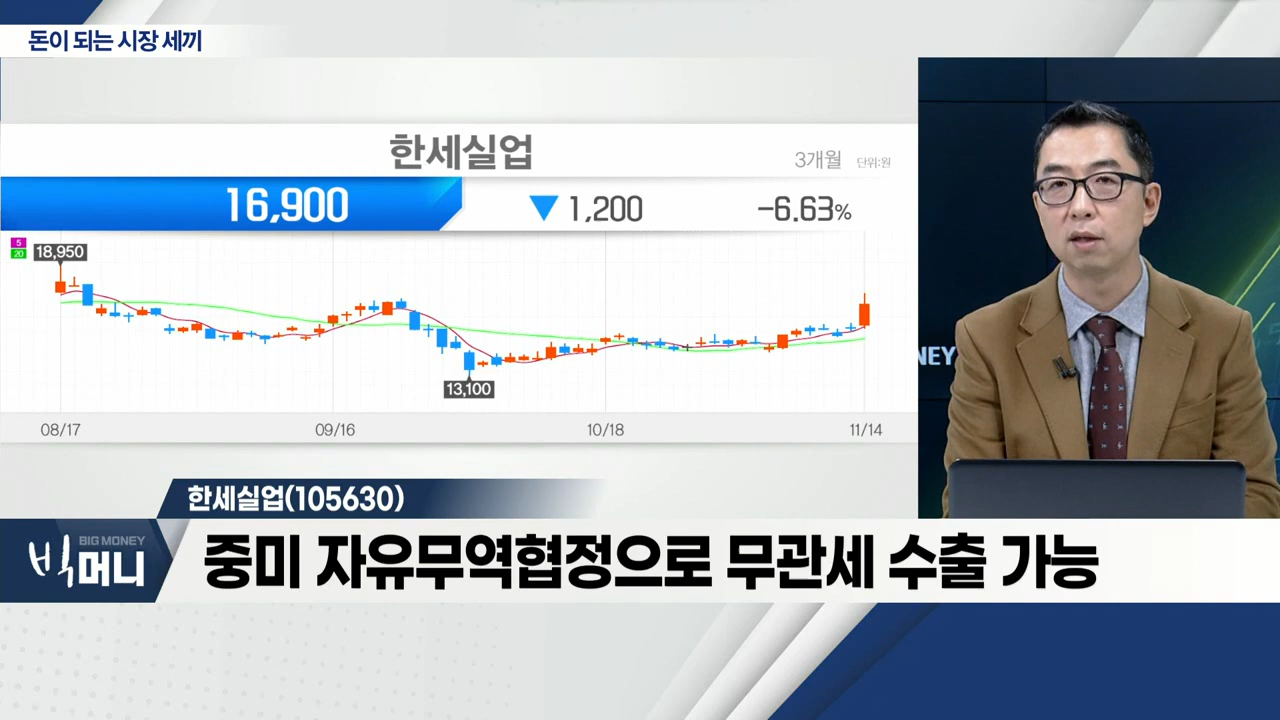 돈이 되는 시장 세끼
한세실업
3개월 단위:원
16,900 ▼ 1,200 -6.63%
5
20
18,950
13,100
08/17 09/16 10/18 11/14
NEY
한세실업(105630)
BIG MONEY
빅머니
중미 자유무역협정으로 무관세 수출 가능